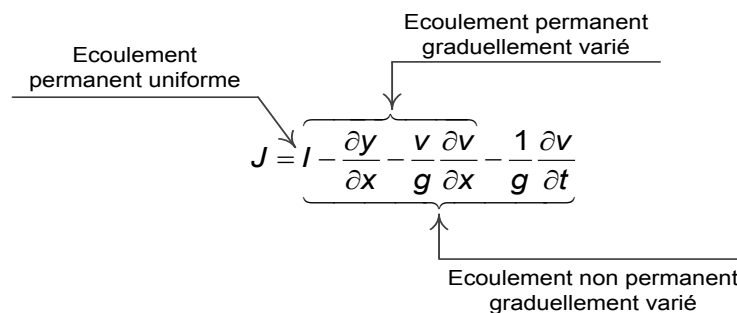 Ecoulement permanent
graduellement varié
Ecoulement
permanent uniforme
J = I − ∂y/∂x − v/g ∂v/∂x − 1/g ∂v/∂t
Ecoulement non permanent
graduellement varié